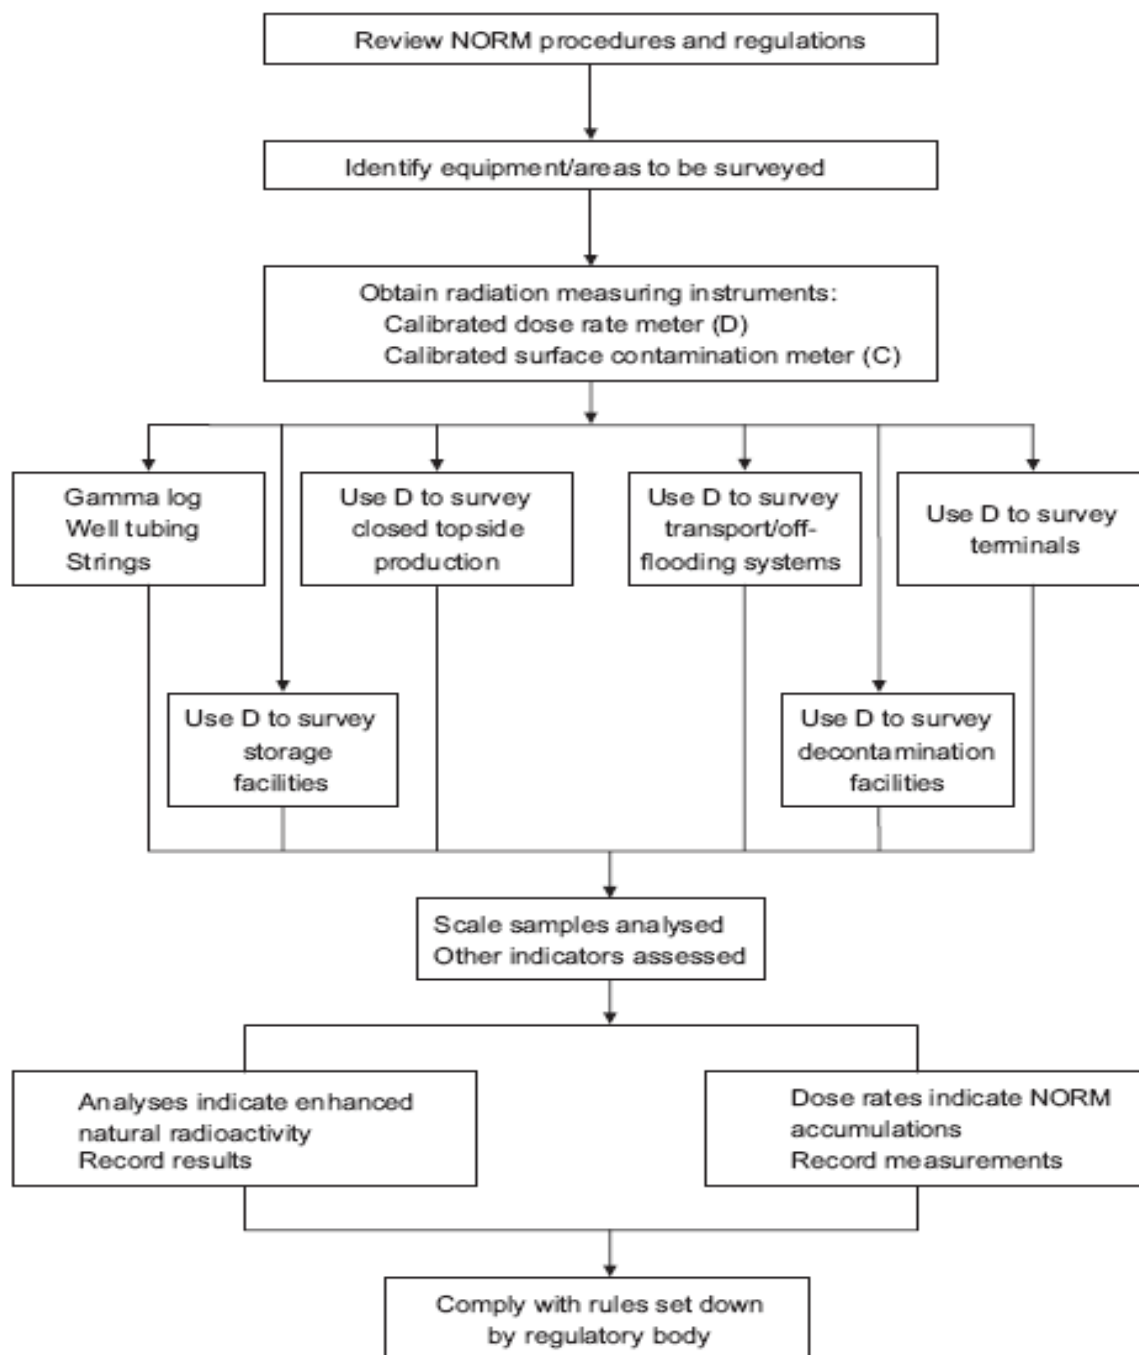 Review NORM procedures and regulations
Identify equipment/areas to be surveyed
Obtain radiation measuring instruments:
Calibrated dose rate meter (D)
Calibrated surface contamination meter (C)
Gamma log
Well tubing
Strings
Use D to survey
closed topside
production
Use D to survey
transport/off-
flooding systems
Use D to survey
terminals
Use D to survey
storage
facilities
Use D to survey
decontamination
facilities
Scale samples analysed
Other indicators assessed
Analyses indicate enhanced
natural radioactivity
Record results
Dose rates indicate NORM
accumulations
Record measurements
Comply with rules set down
by regulatory body